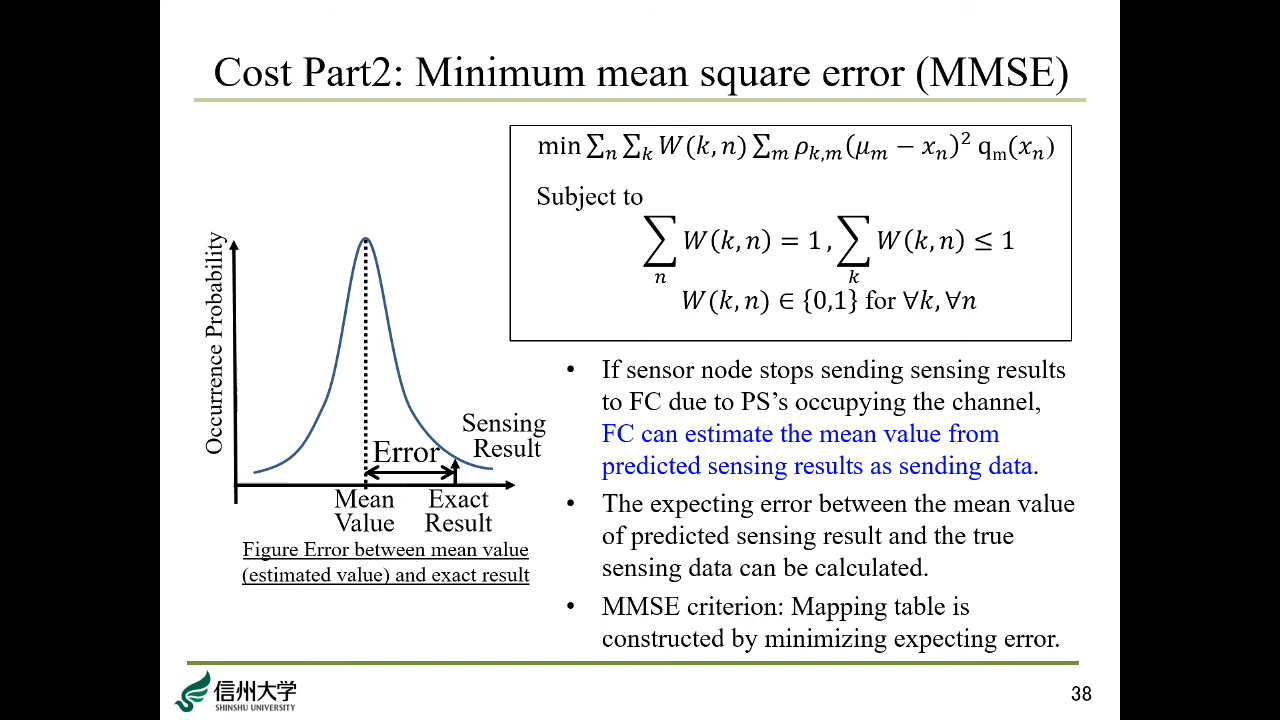 Cost Part2: Minimum mean square error (MMSE)
min ∑ₙ ∑ₖ W(k, n) ∑ₘ ρₖ,ₘ(μₘ − xₙ)² qₘ(xₙ)
Subject to
∑ₙ W(k, n) = 1 , ∑ₖ W(k, n) ≤ 1
W(k, n) ∈ {0,1} for ∀k, ∀n
Occurrence Probability
Sensing
Result
Error
Mean
Value
Exact
Result
Figure Error between mean value
(estimated value) and exact result
• If sensor node stops sending sensing results
to FC due to PS’s occupying the channel,
FC can estimate the mean value from
predicted sensing results as sending data.
• The expecting error between the mean value
of predicted sensing result and the true
sensing data can be calculated.
• MMSE criterion: Mapping table is
constructed by minimizing expecting error.
信州大学
SHINSHU UNIVERSITY
38